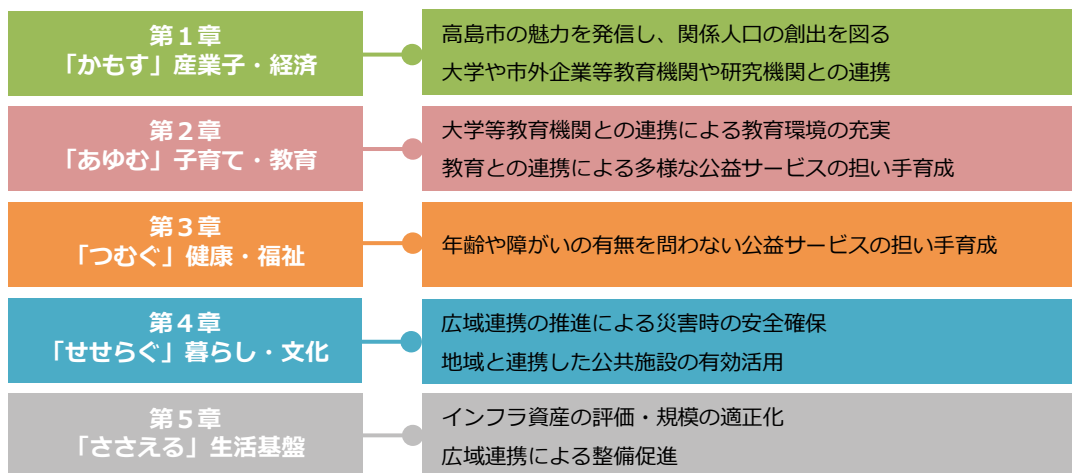 第１章
「かもす」産業子・経済
高島市の魅力を発信し、関係人口の創出を図る
大学や市外企業等教育機関や研究機関との連携
第２章
「あゆむ」子育て・教育
大学等教育機関との連携による教育環境の充実
教育との連携による多様な公益サービスの担い手育成
第３章
「つむぐ」健康・福祉
年齢や障がいの有無を問わない公益サービスの担い手育成
第４章
「せせらぐ」暮らし・文化
広域連携の推進による災害時の安全確保
地域と連携した公共施設の有効活用
第５章
「ささえる」生活基盤
インフラ資産の評価・規模の適正化
広域連携による整備促進